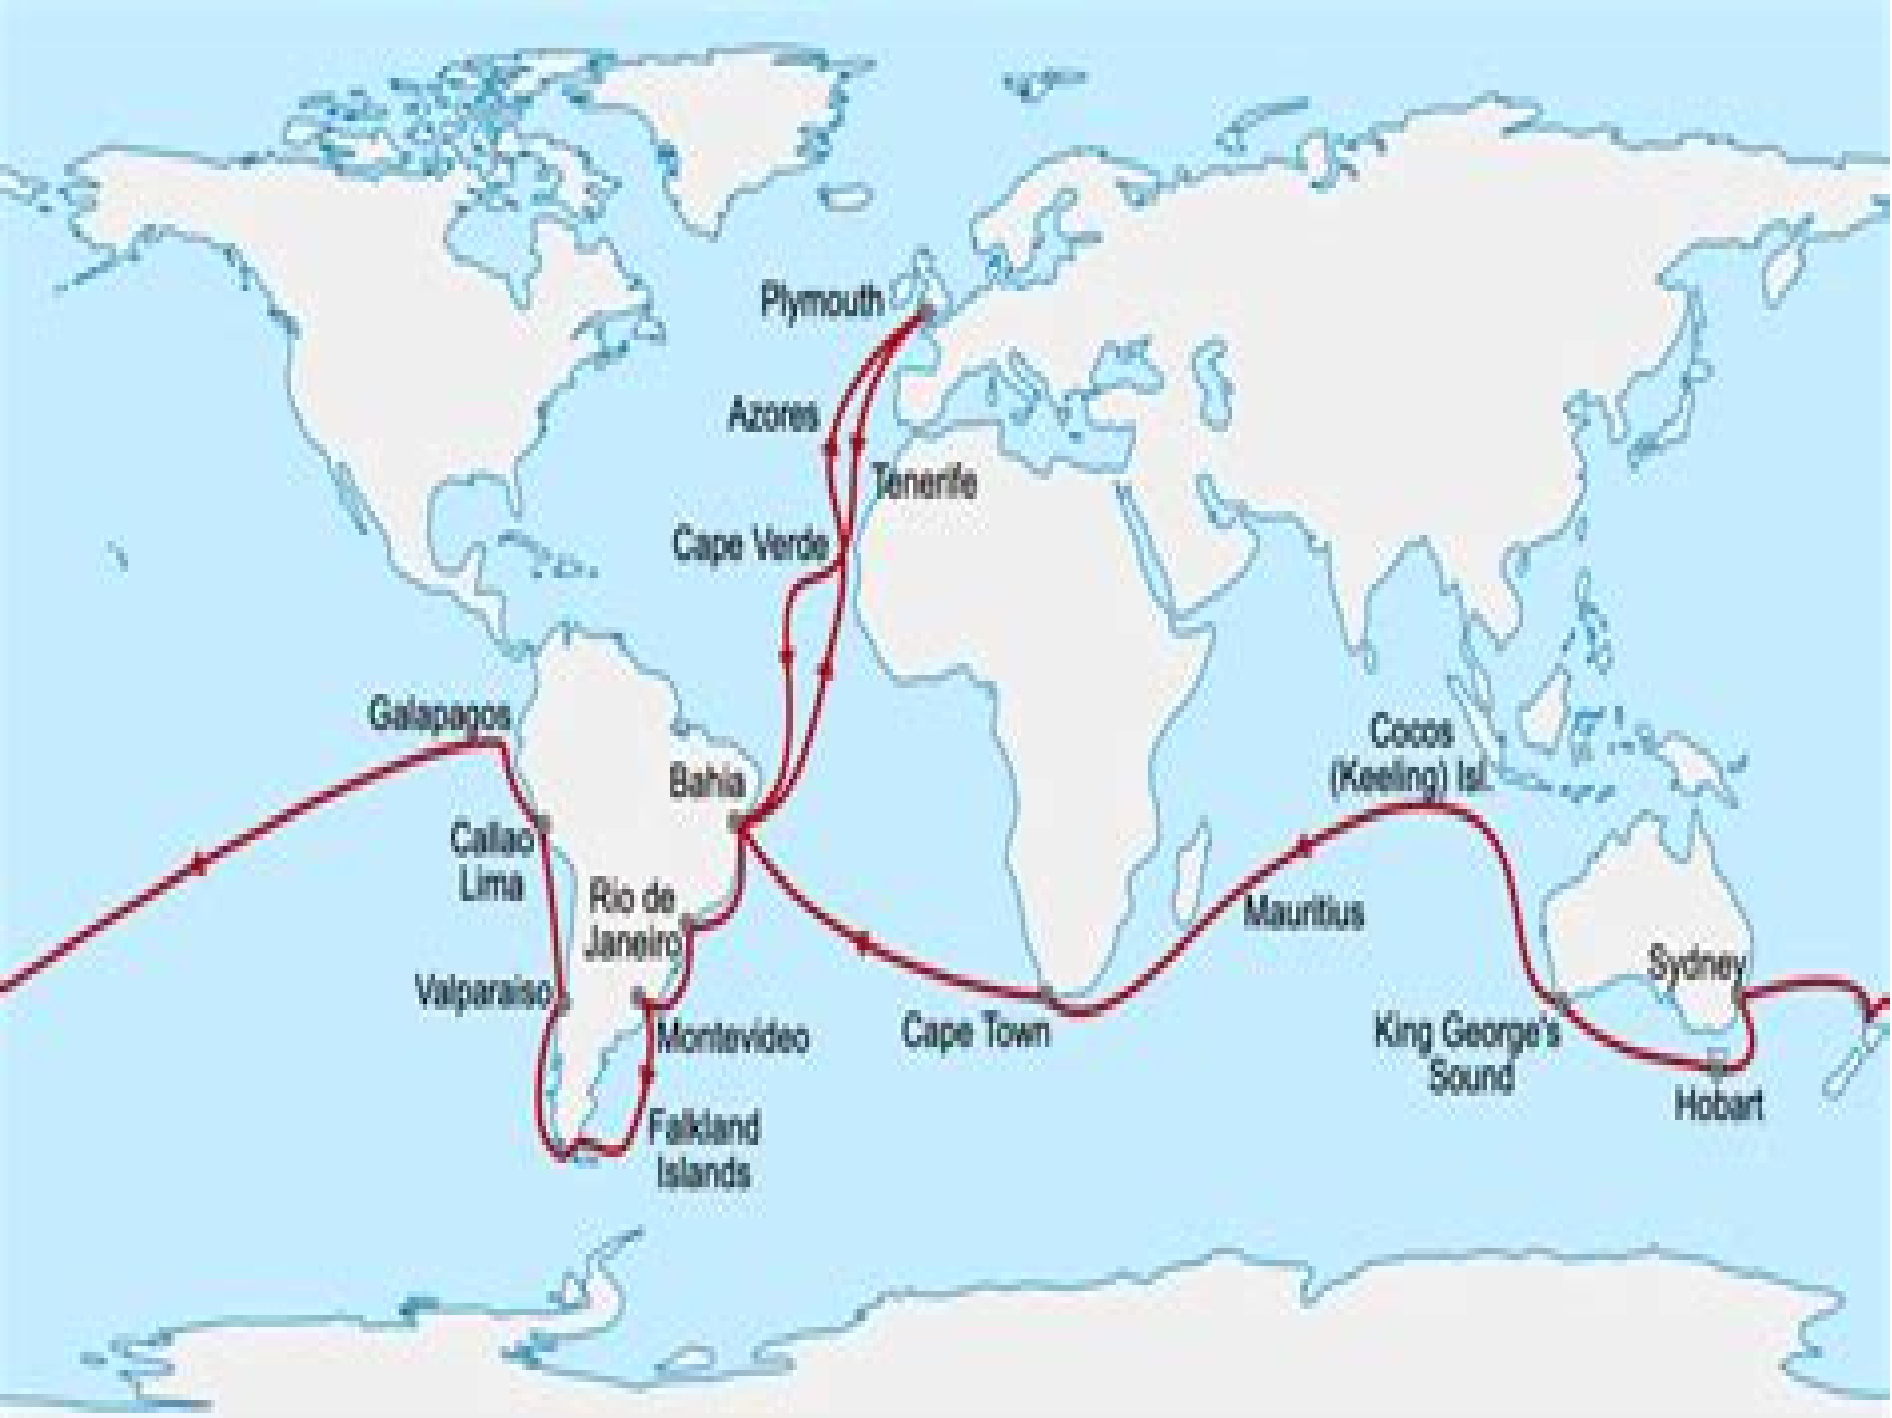 Plymouth
Azores
Tenerife
Cape Verde
Galapagos
Cocos
(Keeling) Isl.
Bahia
Callao
Lima
Rio de
Janeiro
Mauritius
Sydney
Valparaiso
Montevideo
Cape Town
King George's
Sound
Hobart
Falkland
Islands